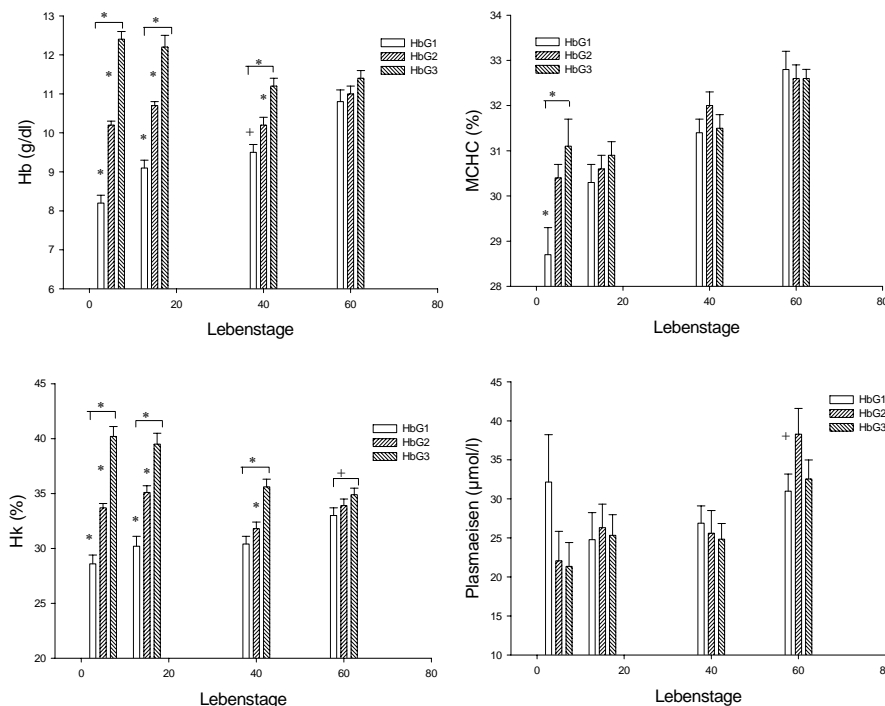 13
12
11
10
9
8
7
6
Hb (g/dl)
0 20 40 60 80
Lebenstage
* * * * * * * + * *
HbG1
HbG2
HbG3
34
33
32
31
30
29
28
MCHC (%)
0 20 40 60 80
Lebenstage
* *
HbG1
HbG2
HbG3
45
40
35
30
25
20
Hk (%)
0 20 40 60 80
Lebenstage
* * * * * * * * +
HbG1
HbG2
HbG3
45
40
35
30
25
20
15
10
Plasmaeisen (µmol/l)
0 20 40 60 80
Lebenstage
+
HbG1
HbG2
HbG3